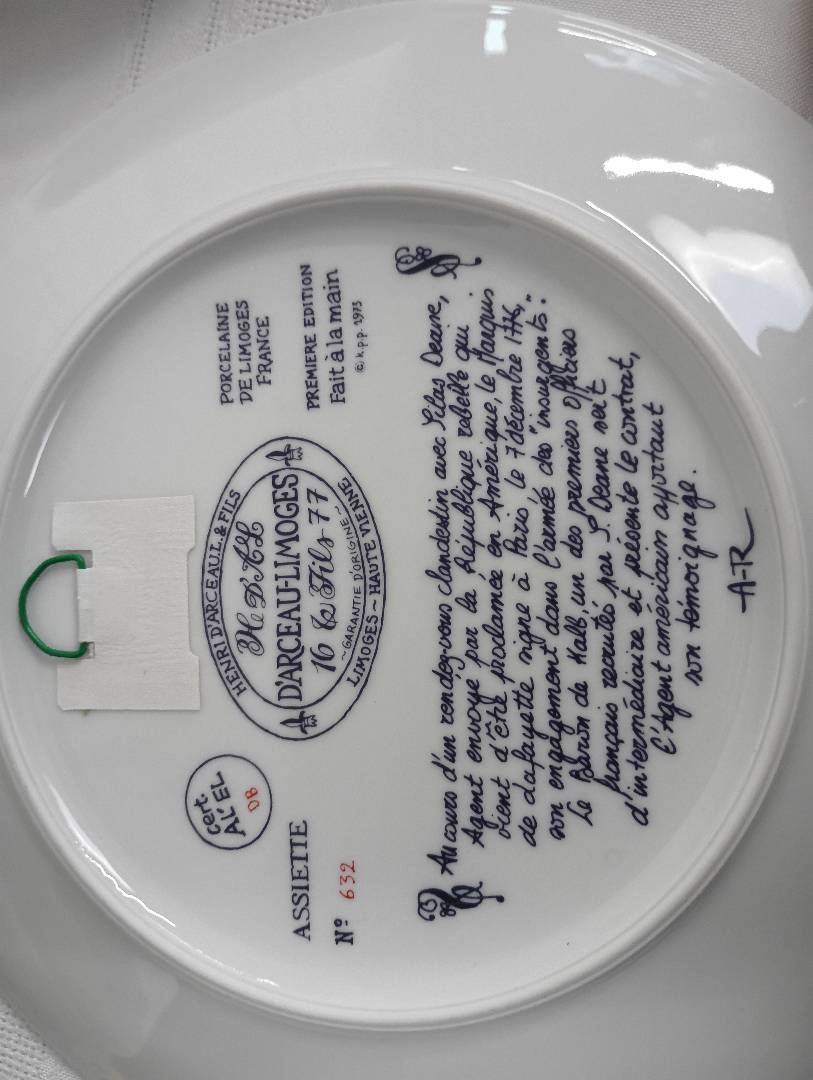 cert.
AL'EL
DB
ASSIETTE
Nº 632
HENRI D'ARCEAU L. & FILS
H D'A L
D'ARCEAU-LIMOGES
16 & Fils 77
~ GARANTIE D'ORIGINE ~
LIMOGES ~ HAUTE VIENNE
PORCELAINE
DE LIMOGES
FRANCE
PREMIERE EDITION
Fait à la main
© K.P.P. 1973
Au cours d'un rendez-vous clandestin avec Silas Deane,
Agent envoyé par la République rebelle qui
vient d'être proclamée en Amérique, le Marquis
de Lafayette signe à Paris le 7 décembre 1776,
son engagement dans l'armée des "insurgents".
Le Baron de Kalb, un des premiers officiers
français recrutés par S. Deane sert
d'intermédiaire et présente le contrat,
l'Agent américain apportant
son témoignage.
A-R